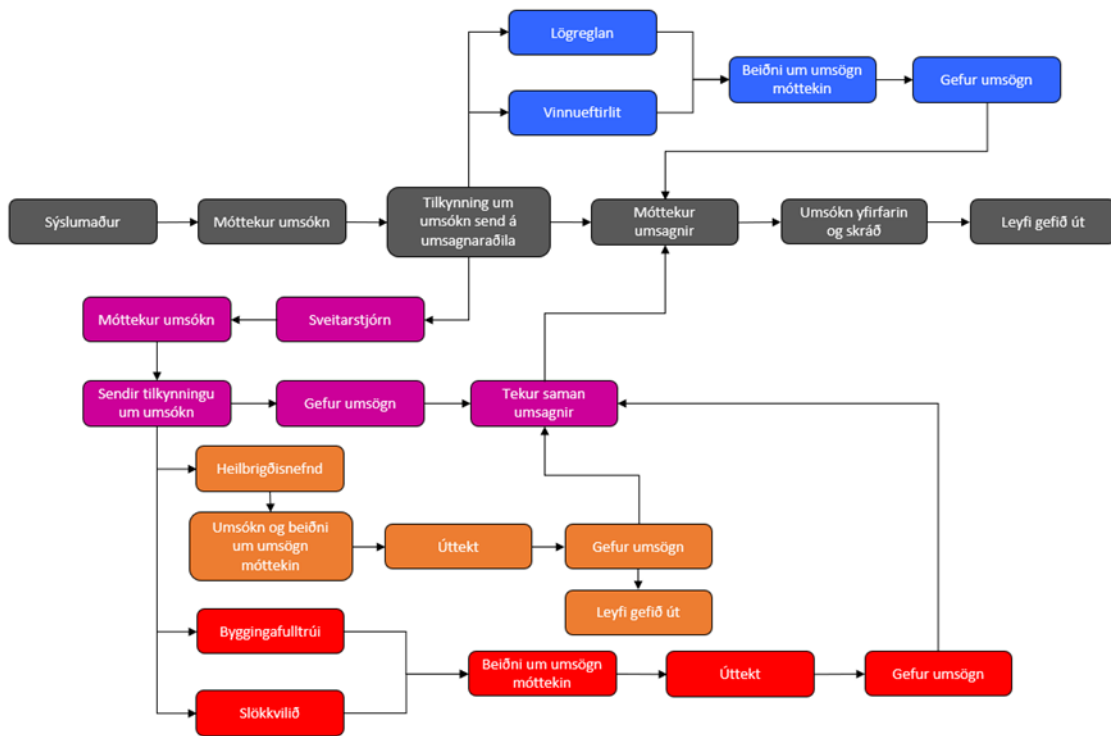 Lögreglan
Beiðni um umsögn
móttekin
Gefur umsögn
Vinnueftirlit
Sýslumaður
Móttekur umsókn
Tilkynning um
umsókn send á
umsagnaraðila
Móttekur
umsagnir
Umsókn yfirfarin
og skráð
Leyfi gefið út
Móttekur umsókn
Sveitarstjórn
Sendir tilkynningu
um umsókn
Gefur umsögn
Tekur saman
umsagnir
Heilbrigðisnefnd
Umsókn og beiðni
um umsögn
móttekin
Úttekt
Gefur umsögn
Leyfi gefið út
Byggingafulltrúi
Beiðni um umsögn
móttekin
Úttekt
Gefur umsögn
Slökkvilið